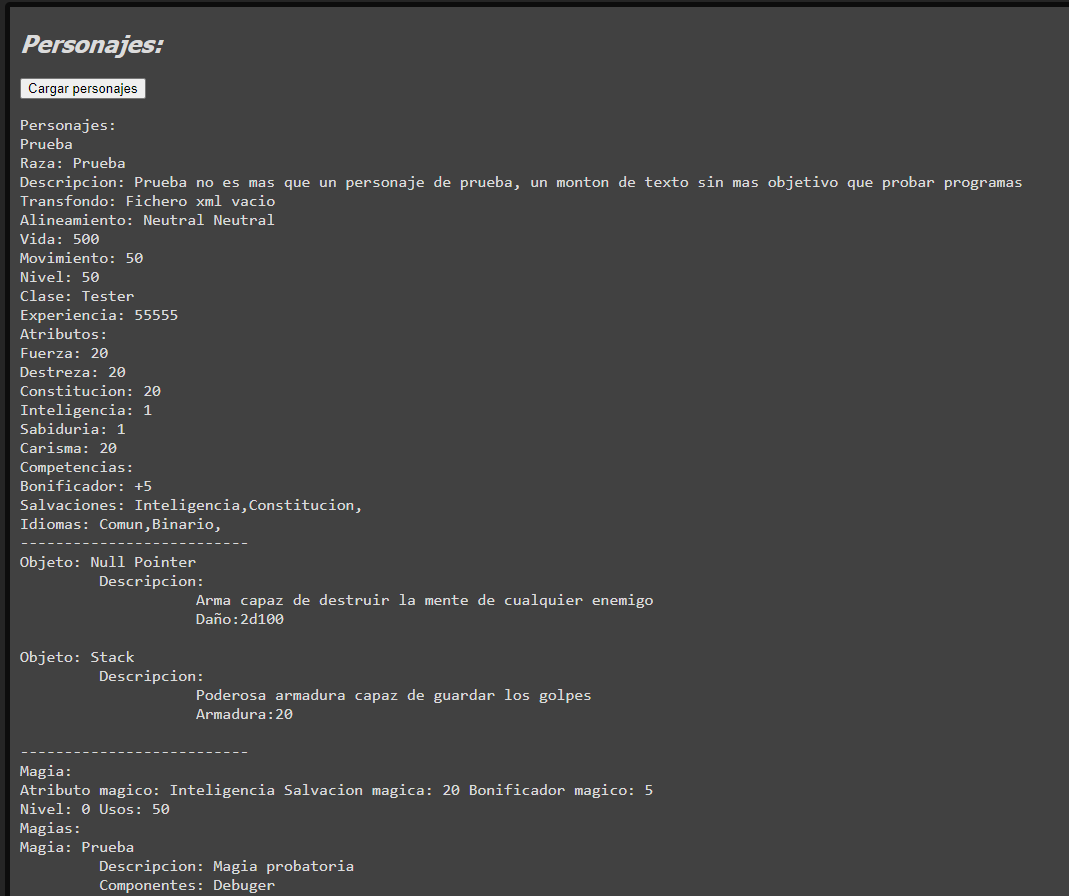 Personajes:
Cargar personajes
Personajes:
Prueba
Raza: Prueba
Descripcion: Prueba no es mas que un personaje de prueba, un monton de texto sin mas objetivo que probar programas
Transfondo: Fichero xml vacio
Alineamiento: Neutral Neutral
Vida: 500
Movimiento: 50
Nivel: 50
Clase: Tester
Experiencia: 55555
Atributos:
Fuerza: 20
Destreza: 20
Constitucion: 20
Inteligencia: 1
Sabiduria: 1
Carisma: 20
Competencias:
Bonificador: +5
Salvaciones: Inteligencia,Constitucion,
Idiomas: Comun,Binario,
--------------------------
Objeto: Null Pointer
Descripcion:
Arma capaz de destruir la mente de cualquier enemigo
Daño:2d100
Objeto: Stack
Descripcion:
Poderosa armadura capaz de guardar los golpes
Armadura:20
--------------------------
Magia:
Atributo magico: Inteligencia Salvacion magica: 20 Bonificador magico: 5
Nivel: 0 Usos: 50
Magias:
Magia: Prueba
Descripcion: Magia probatoria
Componentes: Debuger